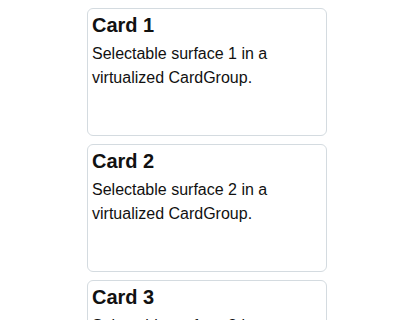 Card 1
Selectable surface 1 in a
virtualized CardGroup.
Card 2
Selectable surface 2 in a
virtualized CardGroup.
Card 3